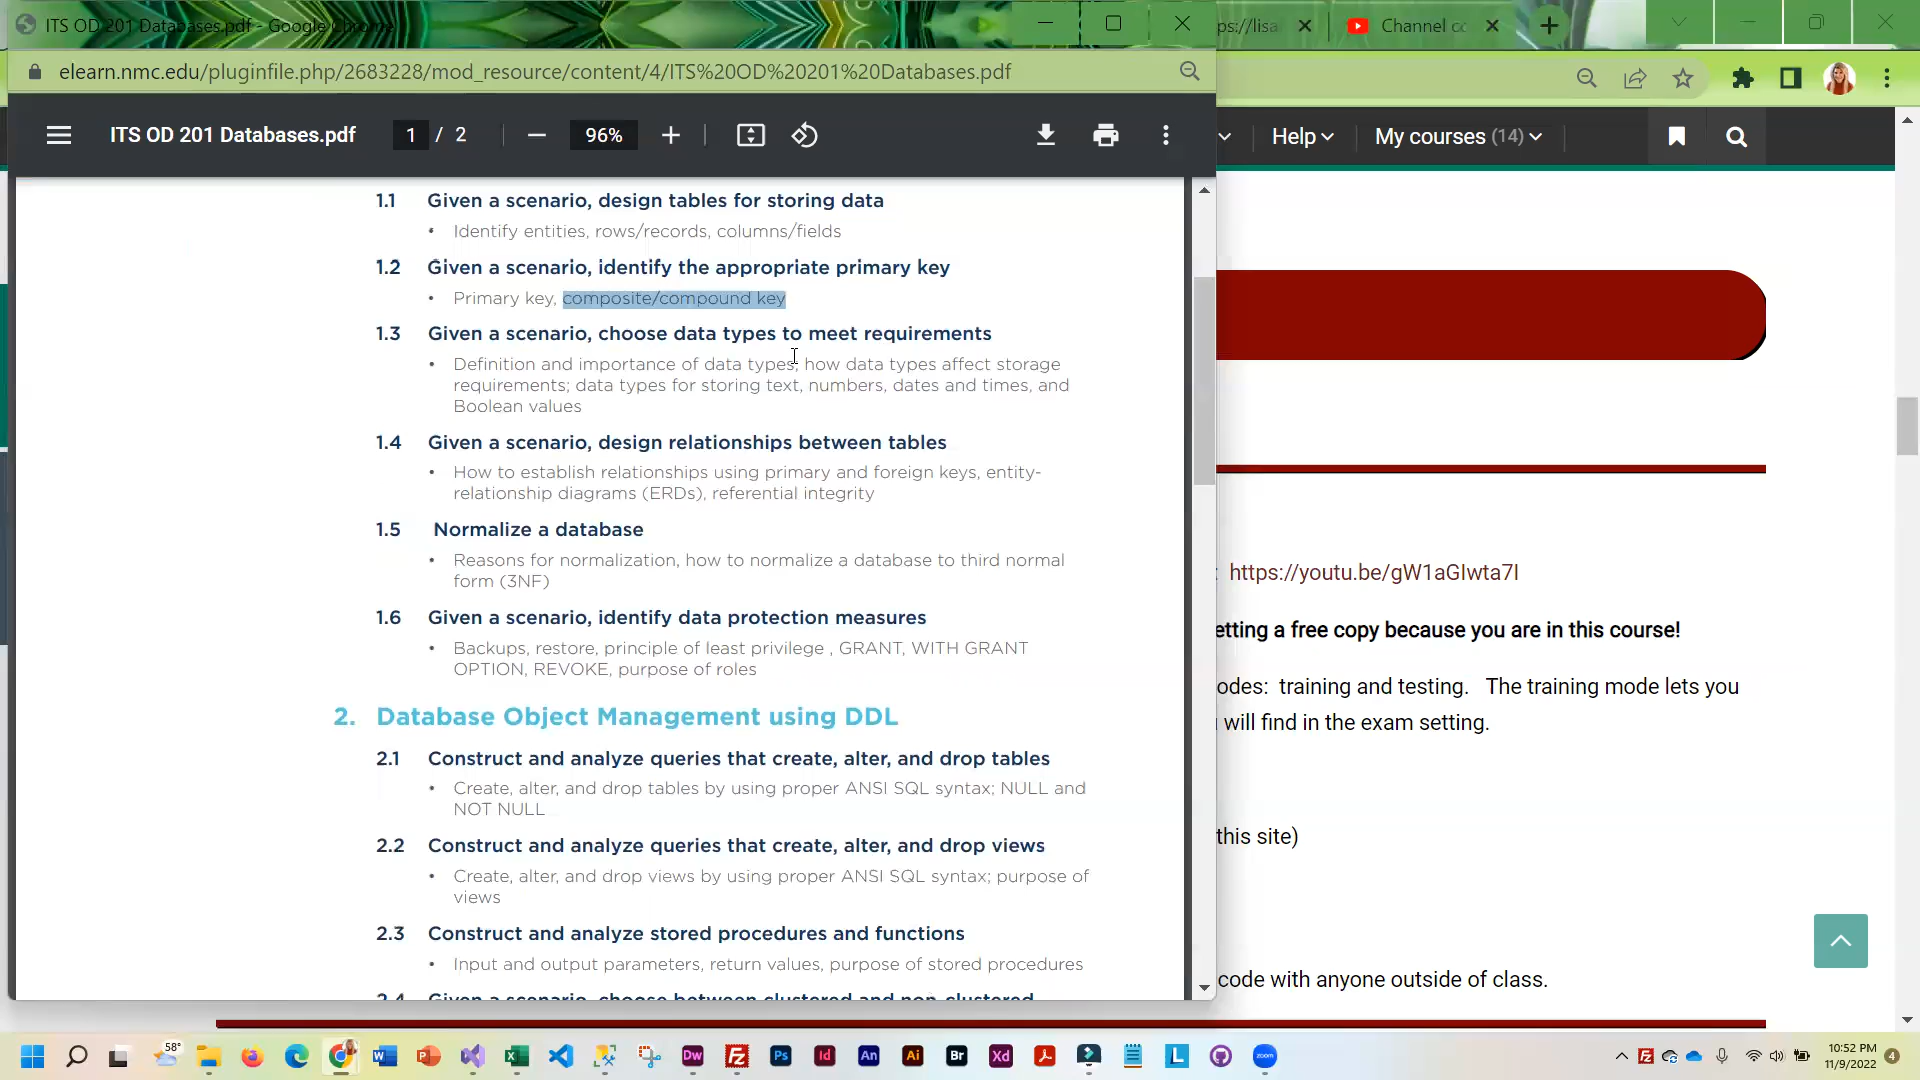 ITS OD 201 Databases.pdf - Google Chrome
ps://lisa
Channel co
elearn.nmc.edu/pluginfile.php/2683228/mod_resource/content/4/ITS%20OD%20201%20Databases.pdf
ITS OD 201 Databases.pdf
1 / 2
96%
Help
My courses (14)
1.1 Given a scenario, design tables for storing data
• Identify entities, rows/records, columns/fields
1.2 Given a scenario, identify the appropriate primary key
• Primary key, composite/compound key
1.3 Given a scenario, choose data types to meet requirements
• Definition and importance of data types; how data types affect storage
requirements; data types for storing text, numbers, dates and times, and
Boolean values
1.4 Given a scenario, design relationships between tables
• How to establish relationships using primary and foreign keys, entity-
relationship diagrams (ERDs), referential integrity
1.5 Normalize a database
• Reasons for normalization, how to normalize a database to third normal
form (3NF)
1.6 Given a scenario, identify data protection measures
• Backups, restore, principle of least privilege , GRANT, WITH GRANT
OPTION, REVOKE, purpose of roles
2. Database Object Management using DDL
2.1 Construct and analyze queries that create, alter, and drop tables
• Create, alter, and drop tables by using proper ANSI SQL syntax; NULL and
NOT NULL
2.2 Construct and analyze queries that create, alter, and drop views
• Create, alter, and drop views by using proper ANSI SQL syntax; purpose of
views
2.3 Construct and analyze stored procedures and functions
• Input and output parameters, return values, purpose of stored procedures
2.4 Given a scenario, choose between clustered and non-clustered
: https://youtu.be/gW1aGIwta7I
etting a free copy because you are in this course!
odes: training and testing. The training mode lets you
will find in the exam setting.
this site)
code with anyone outside of class.
58°
10:52 PM
11/9/2022
4